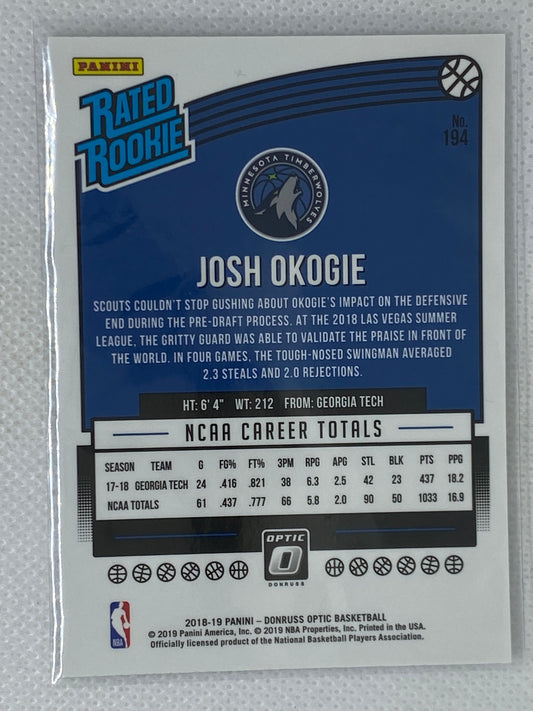 PANINI
RATED
ROOKIE
No.
194
MINNESOTA TIMBERWOLVES
JOSH OKOGIE
SCOUTS COULDN'T STOP GUSHING ABOUT OKOGIE'S IMPACT ON THE DEFENSIVE
END DURING THE PRE-DRAFT PROCESS. AT THE 2018 LAS VEGAS SUMMER
LEAGUE, THE GRITTY GUARD WAS ABLE TO VALIDATE THE PRAISE IN FRONT OF
THE WORLD. IN FOUR GAMES, THE TOUGH-NOSED SWINGMAN AVERAGED
2.3 STEALS AND 2.0 REJECTIONS.
HT: 6' 4" WT: 212 FROM: GEORGIA TECH
NCAA CAREER TOTALS
SEASON TEAM G FG% FT% 3PM RPG APG STL BLK PTS PPG
17-18 GEORGIA TECH 24 .416 .821 38 6.3 2.5 42 23 437 18.2
NCAA TOTALS 61 .437 .777 66 5.8 2.0 90 50 1033 16.9
OPTIC
O
DONRUSS
NBA
2018-19 PANINI – DONRUSS OPTIC BASKETBALL
© 2019 Panini America, Inc. © 2019 NBA Properties, Inc. Printed in the USA.
Officially licensed product of the National Basketball Players Association.